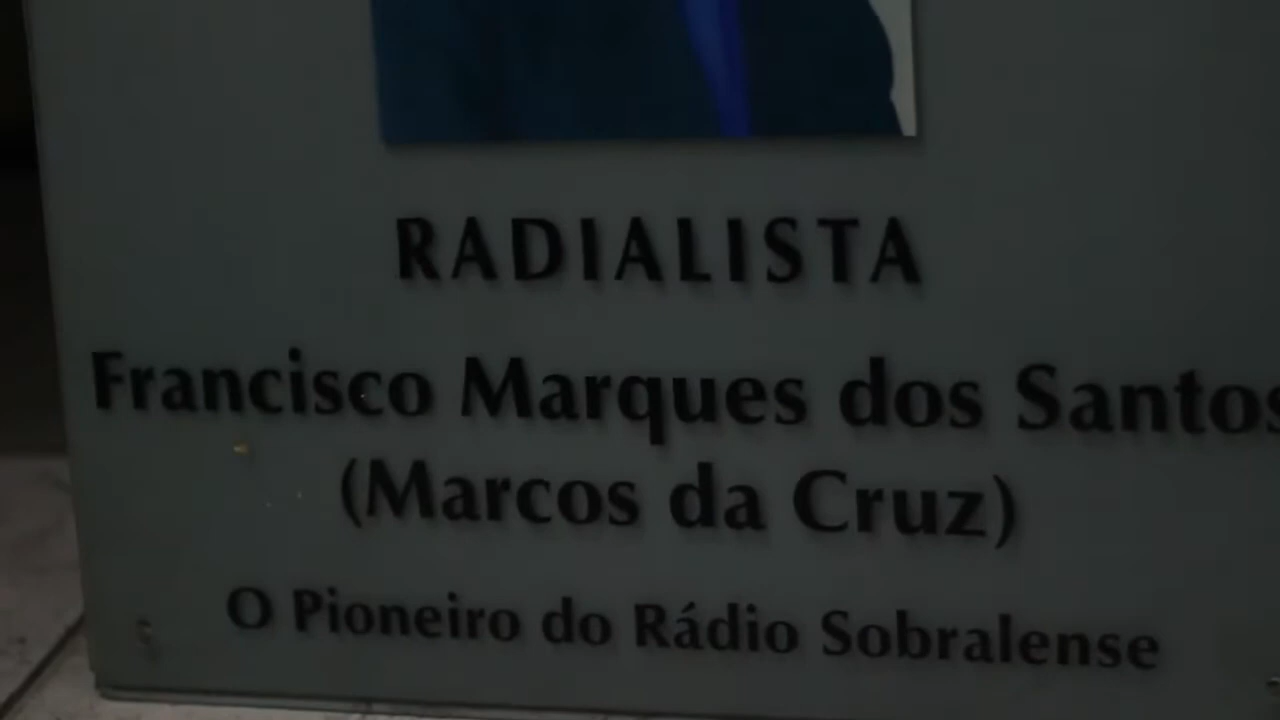 RADIALISTA
Francisco Marques dos Santos
(Marcos da Cruz)
O Pioneiro do Rádio Sobralense